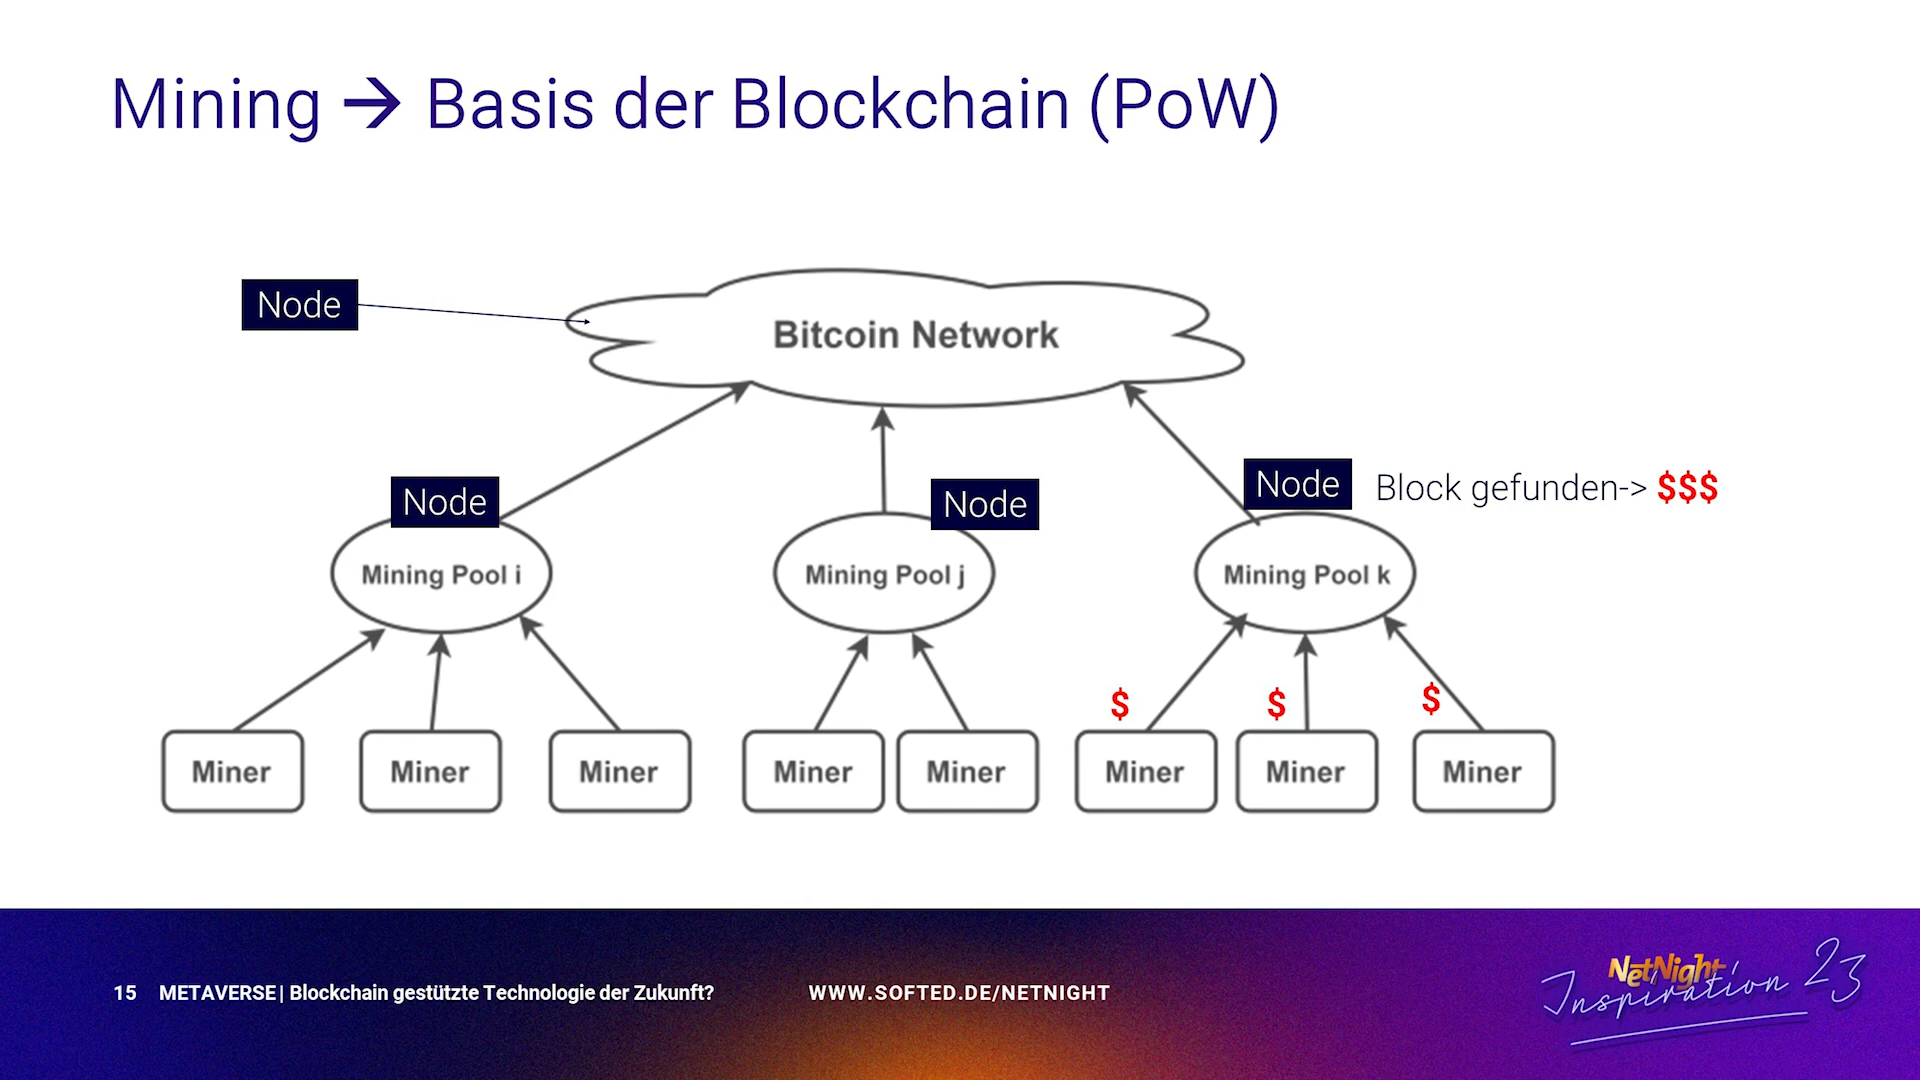 Mining → Basis der Blockchain (PoW)
Node
Bitcoin Network
Node
Node
Node
Block gefunden-> $$$
Mining Pool i
Mining Pool j
Mining Pool k
$
$
$
Miner
Miner
Miner
Miner
Miner
Miner
Miner
Miner
15 METAVERSE | Blockchain gestützte Technologie der Zukunft?
WWW.SOFTED.DE/NETNIGHT
NetNight
Inspiration 23